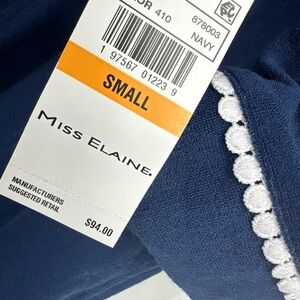 OR 410
878003
NAVY
1 97567 01223 9
SMALL
MISS ELAINE®
MANUFACTURERS
SUGGESTED RETAIL
$94.00